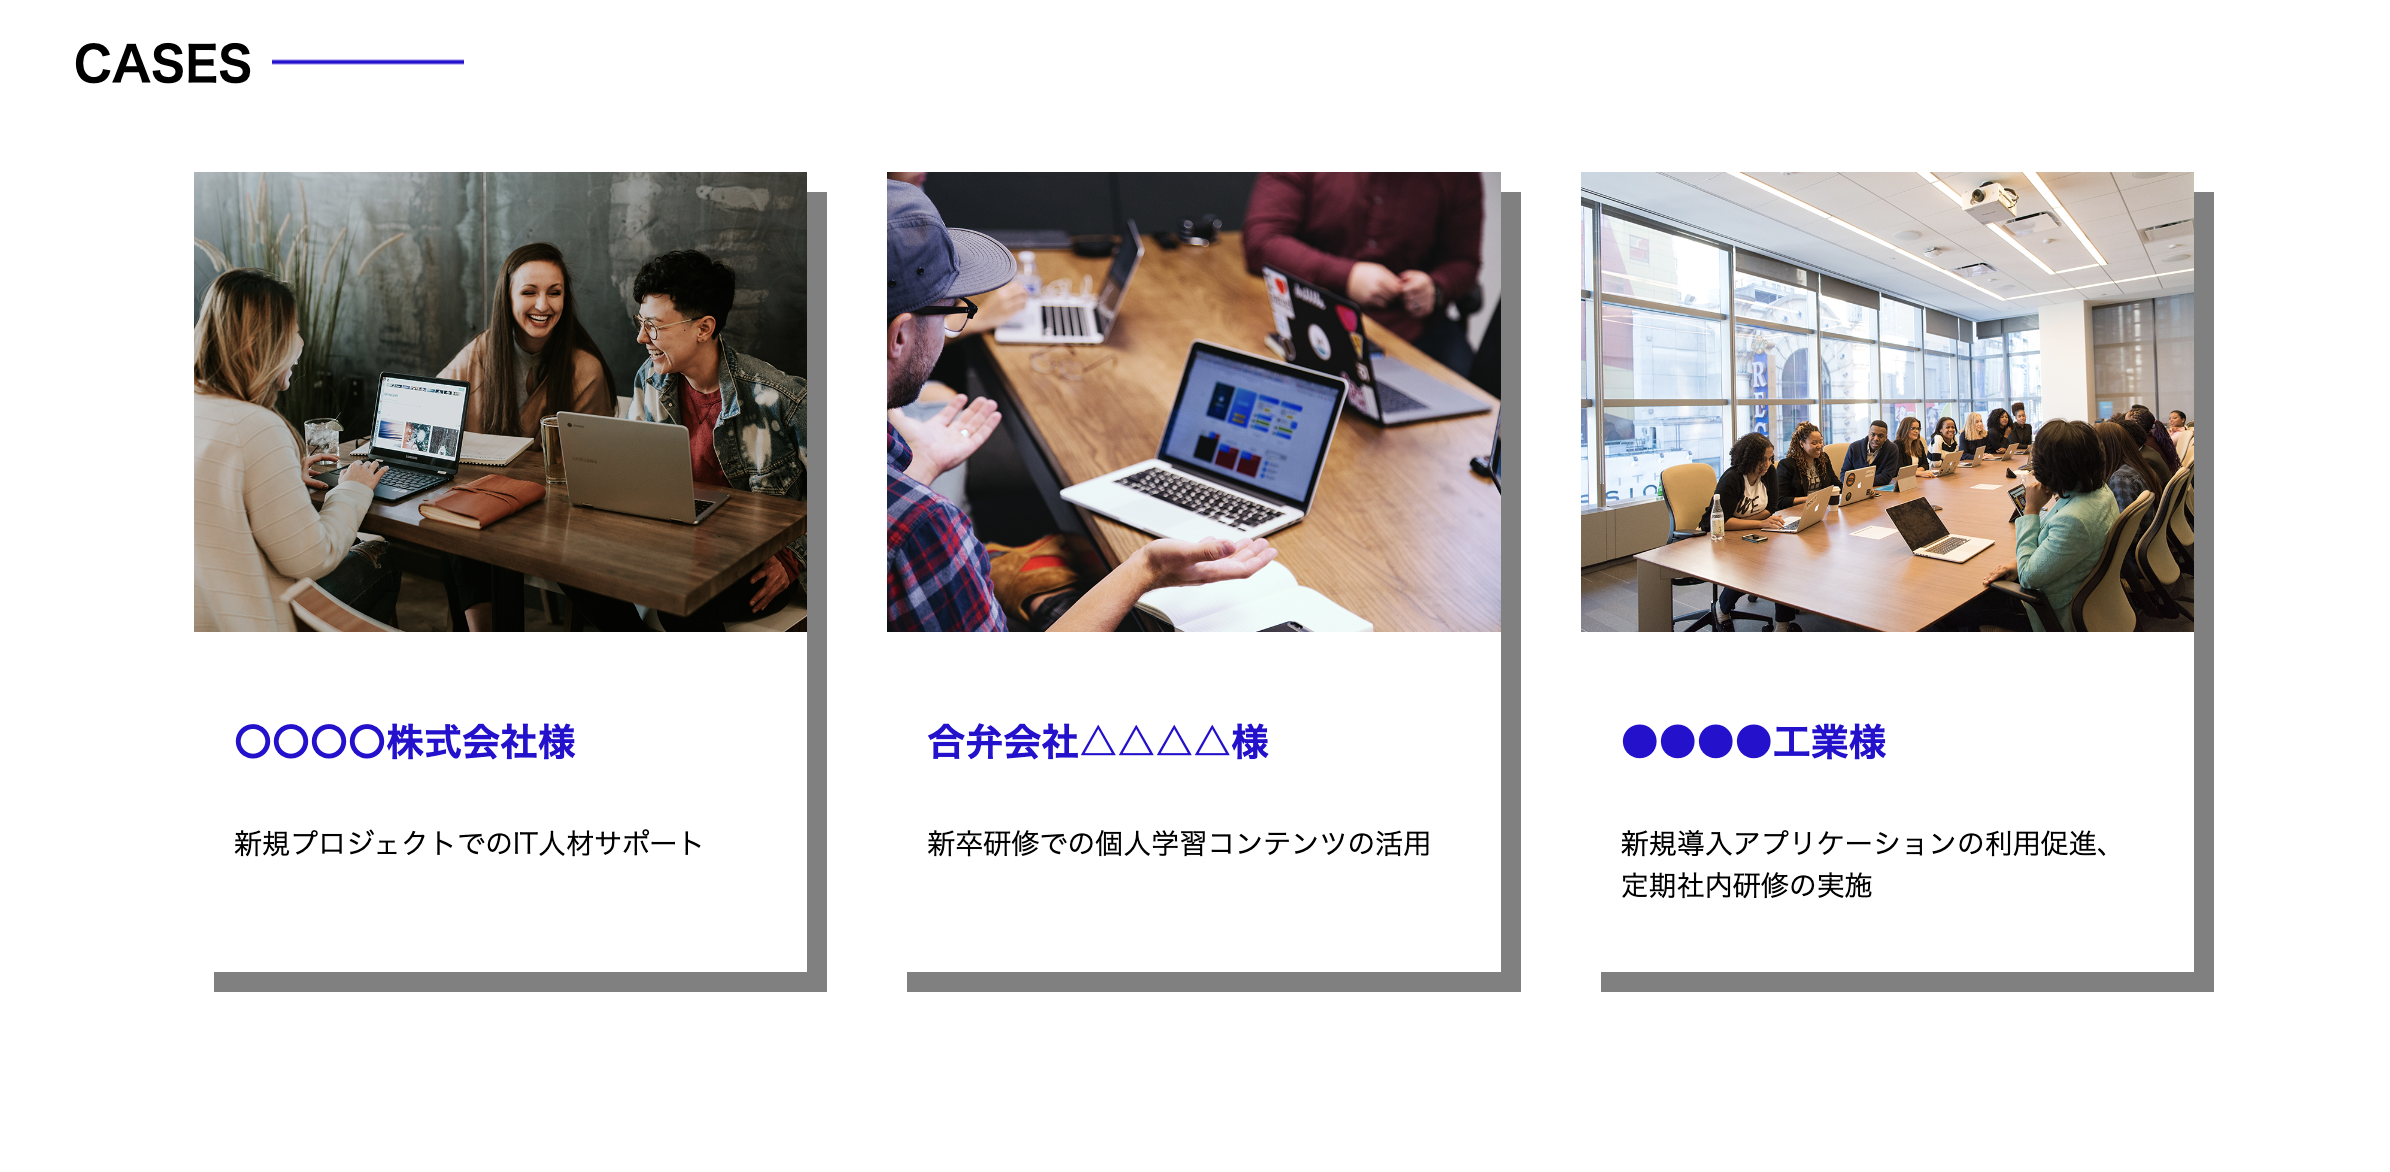 CASES
〇〇〇〇株式会社様
合弁会社△△△△様
●●●●工業様
新規プロジェクトでのIT人材サポート
新卒研修での個人学習コンテンツの活用
新規導入アプリケーションの利用促進、
定期社内研修の実施